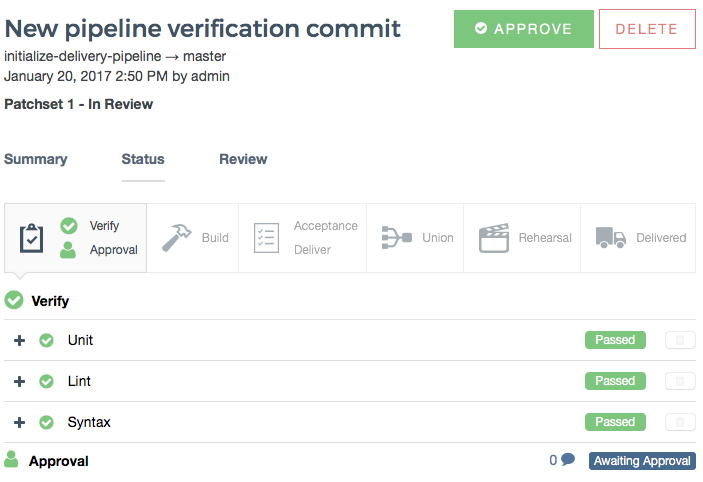 New pipeline verification commit
APPROVE
DELETE
initialize-delivery-pipeline → master
January 20, 2017 2:50 PM by admin
Patchset 1 - In Review
Summary
Status
Review
Verify
Approval
Build
Acceptance
Deliver
Union
Rehearsal
Delivered
Verify
Unit
Passed
Lint
Passed
Syntax
Passed
Approval
0
Awaiting Approval